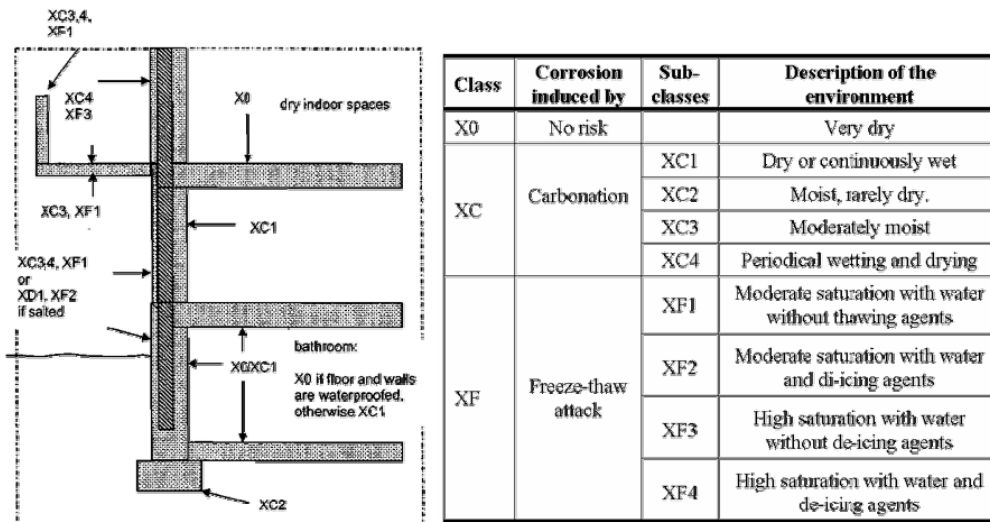 XC3,4,
XF1
XC4
XF3
X0
dry indoor spaces
XC3, XF1
XC1
XC3,4, XF1
or
XD1, XF2
if salted
bathroom:
X0/XC1
X0 if floor and walls
are waterproofed,
otherwise XC1
XC2
Class
Corrosion
induced by
Sub-
classes
Description of the
environment
X0
No risk
Very dry
XC
Carbonation
XC1
Dry or continuously wet
XC2
Moist, rarely dry.
XC3
Moderately moist
XC4
Periodical wetting and drying
XF
Freeze-thaw
attack
XF1
Moderate saturation with water
without thawing agents
XF2
Moderate saturation with water
and di-icing agents
XF3
High saturation with water
without de-icing agents
XF4
High saturation with water and
de-icing agents